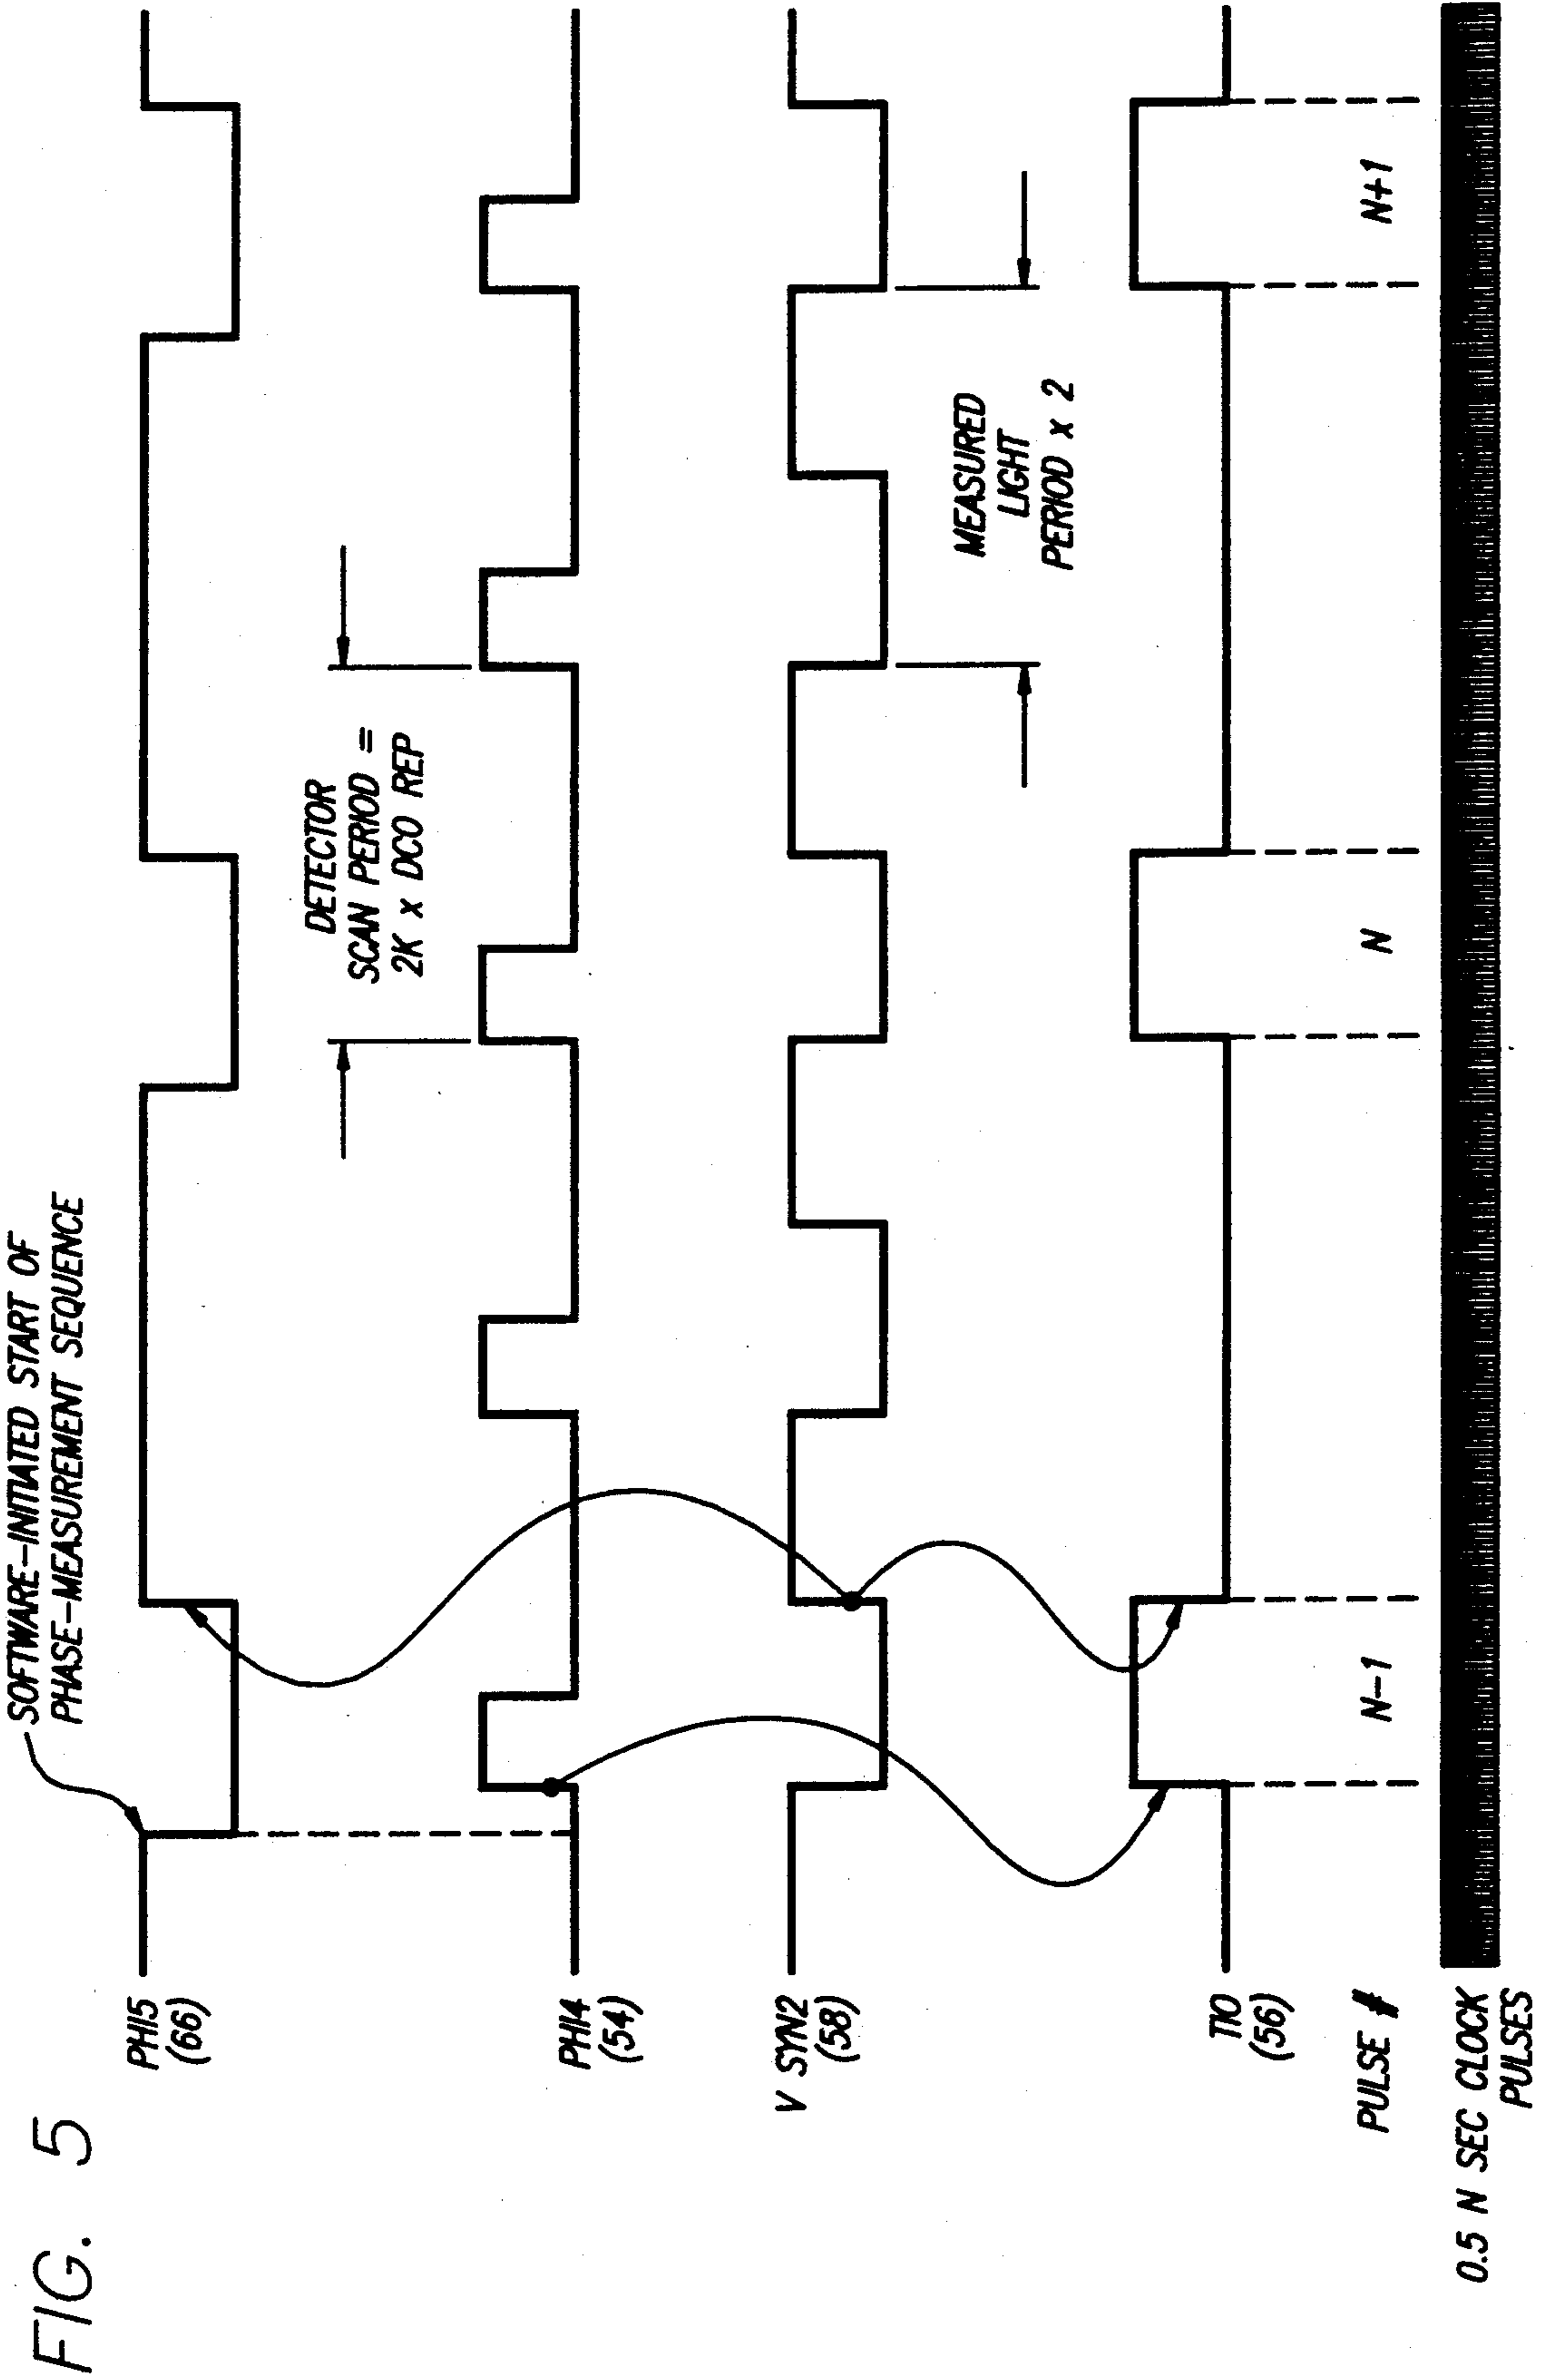 FIG. 5
SOFTWARE-INITIATED START OF
PHASE-MEASUREMENT SEQUENCE
PHI5
(66)
DETECTOR
SCAN PERIOD =
2K x DCO REP
PHI4
(54)
V SYN2
(58)
MEASURED
LIGHT
PERIOD x 2
TIO
(56)
PULSE #
N-1
N
N+1
0.5 N SEC CLOCK
PULSES